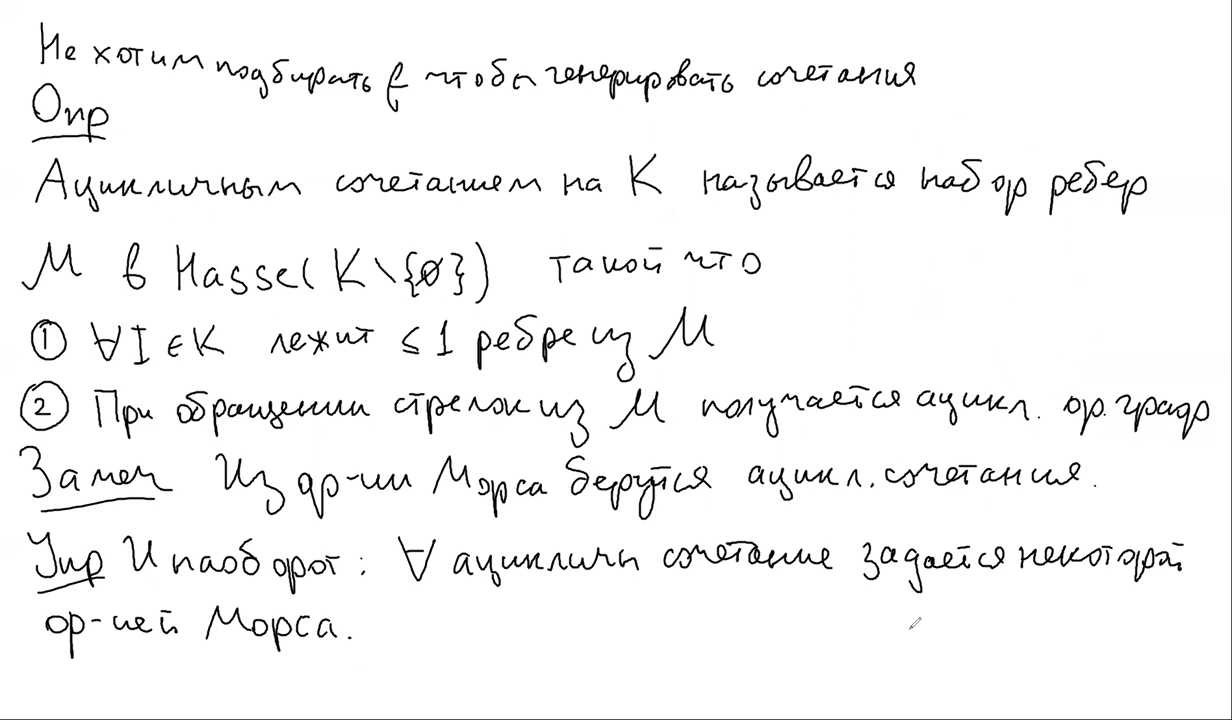 Не хотим подбирать f чтобы генерировать сочетания
Опр
Ацикличным сочетанием на K называется набор ребер
M в Hasse(K\{∅}) такой что
① ∀I∈K лежит ≤1 ребре из M
② При обращении стрелок из M получается ацикл. ор. граф
Замеч Из ф-ии Морса берутся ацикл. сочетания.
Упр И наоборот: ∀ ацикличн сочетание задается некоторой
ф-ией Морса.